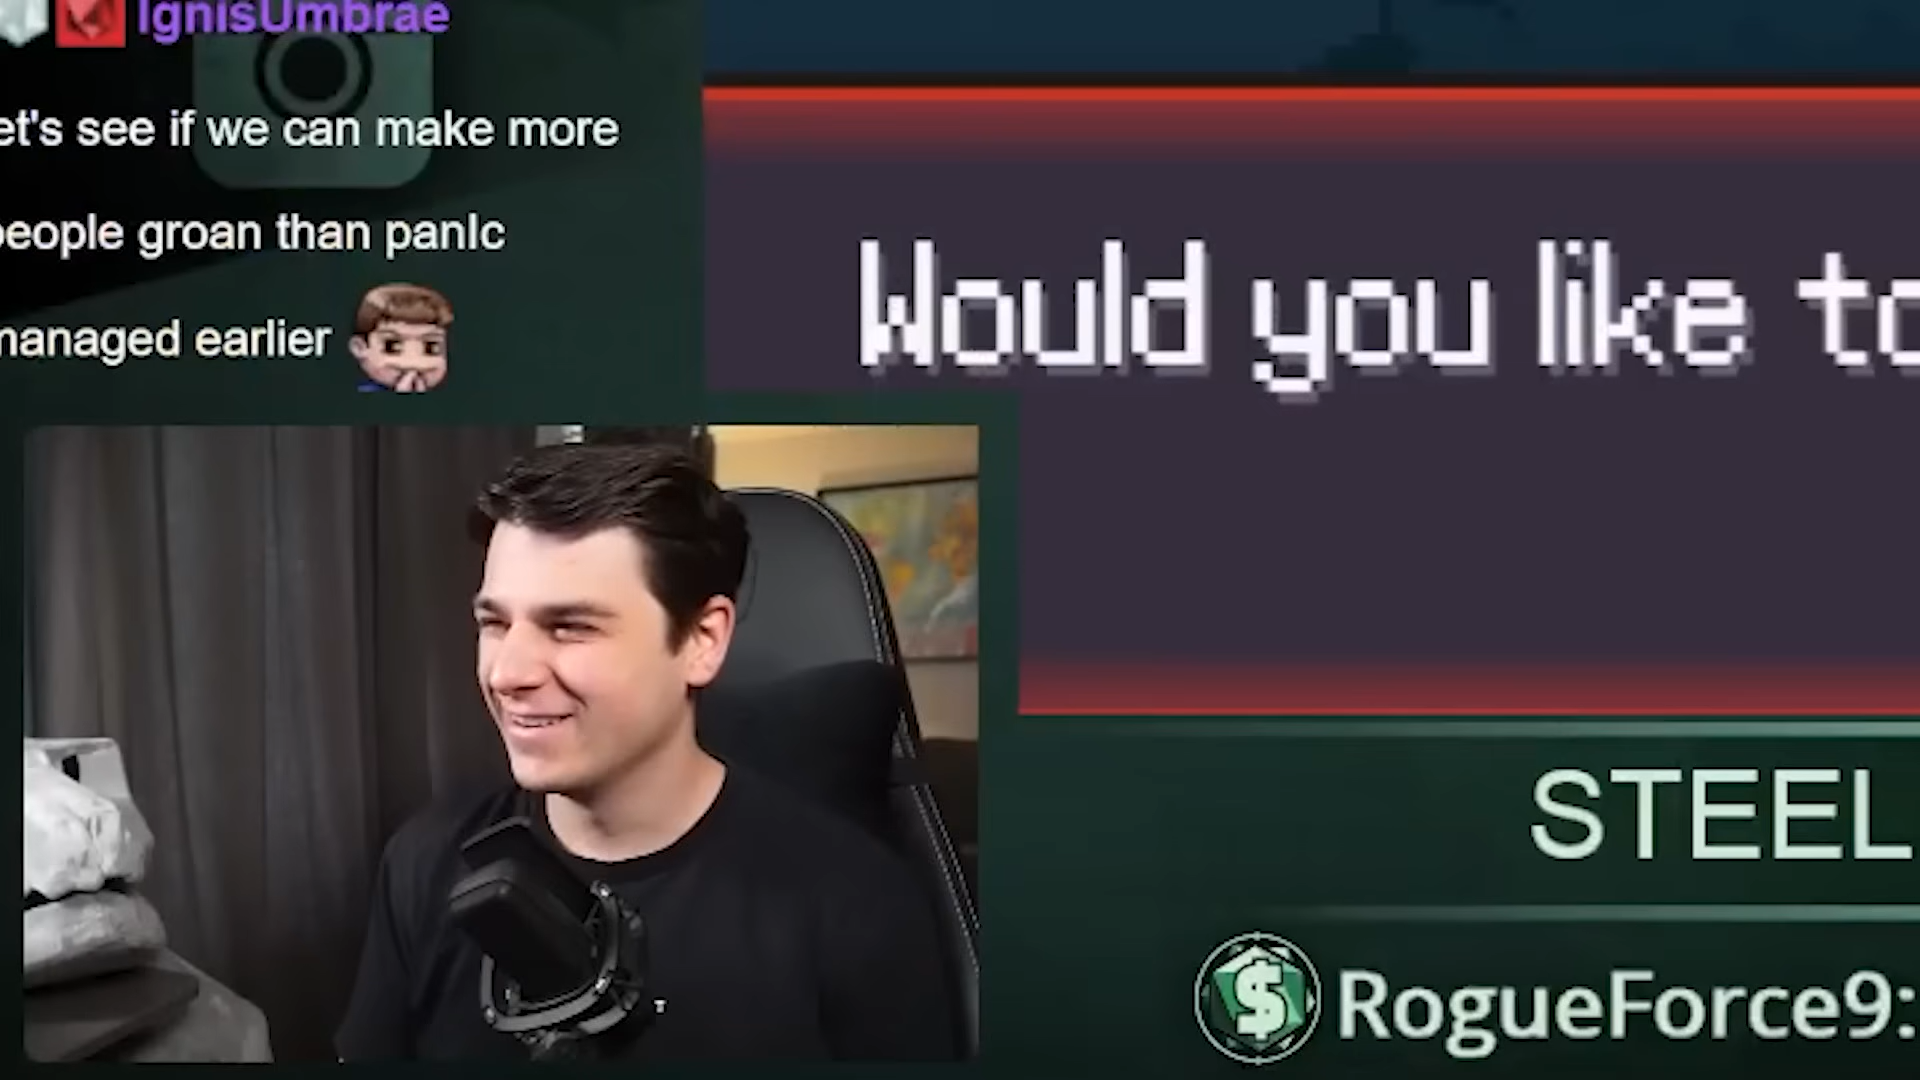 IgnisUmbrae
et's see if we can make more
people groan than panIc
managed earlier
Would you like to
STEEL
$ RogueForce9: